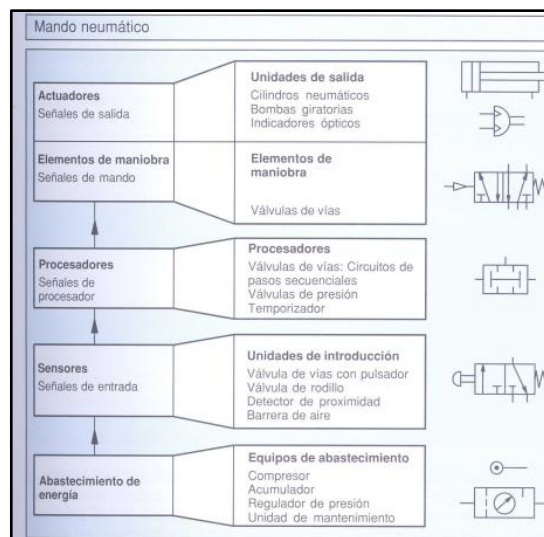 Mando neumático
Actuadores
Señales de salida
Unidades de salida
Cilindros neumáticos
Bombas giratorias
Indicadores ópticos
Elementos de maniobra
Señales de mando
Elementos de
maniobra
Válvulas de vías
Procesadores
Señales de
procesador
Procesadores
Válvulas de vías: Circuitos de
pasos secuenciales
Válvulas de presión
Temporizador
Sensores
Señales de entrada
Unidades de introducción
Válvula de vías con pulsador
Válvula de rodillo
Detector de proximidad
Barrera de aire
Abastecimiento de
energía
Equipos de abastecimiento
Compresor
Acumulador
Regulador de presión
Unidad de mantenimiento